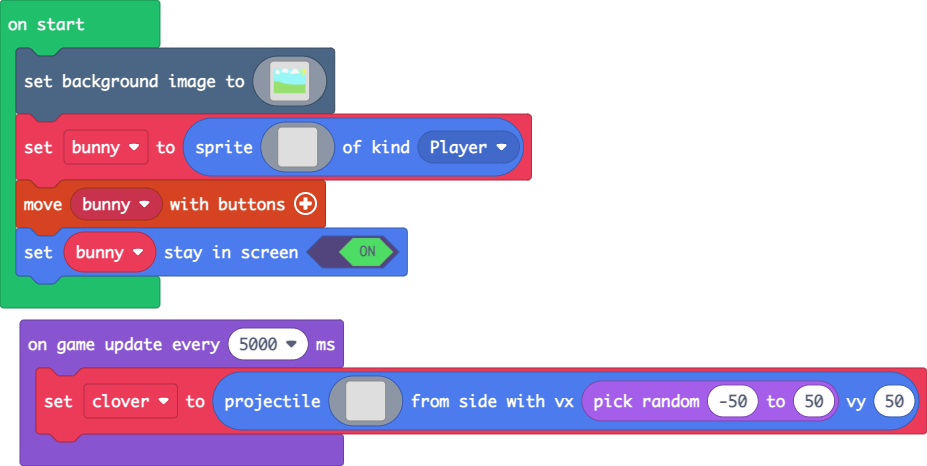 on start
set background image to
set bunny to sprite of kind Player
move bunny with buttons
set bunny stay in screen ON
on game update every 5000 ms
set clover to projectile from side with vx pick random -50 to 50 vy 50